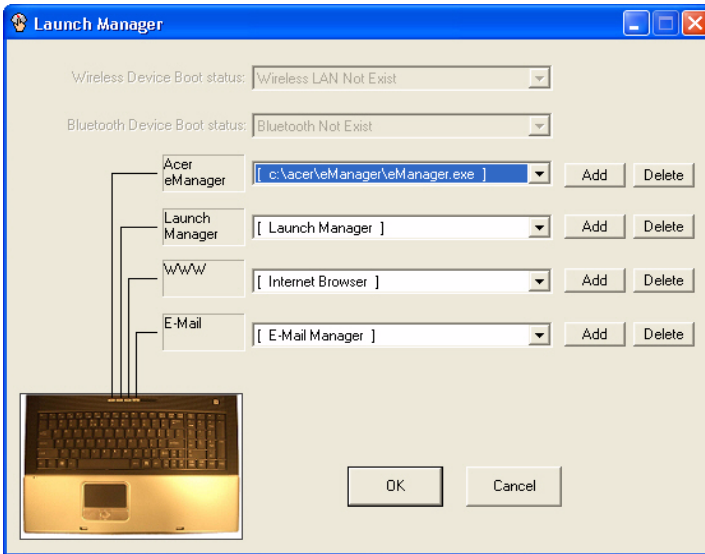 Launch Manager
Wireless Device Boot status: Wireless LAN Not Exist
Bluetooth Device Boot status: Bluetooth Not Exist
Acer
eManager
[ c:\acer\eManager\eManager.exe ]
Add Delete
Launch
Manager
[ Launch Manager ]
Add Delete
WWW
[ Internet Browser ]
Add Delete
E-Mail
[ E-Mail Manager ]
Add Delete
OK Cancel